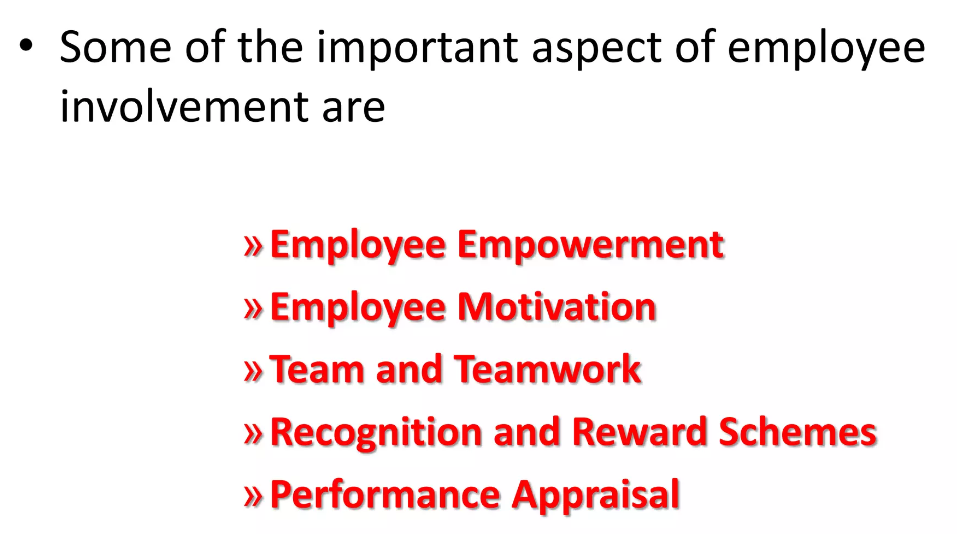 • Some of the important aspect of employee
involvement are
» Employee Empowerment
» Employee Motivation
» Team and Teamwork
» Recognition and Reward Schemes
» Performance Appraisal